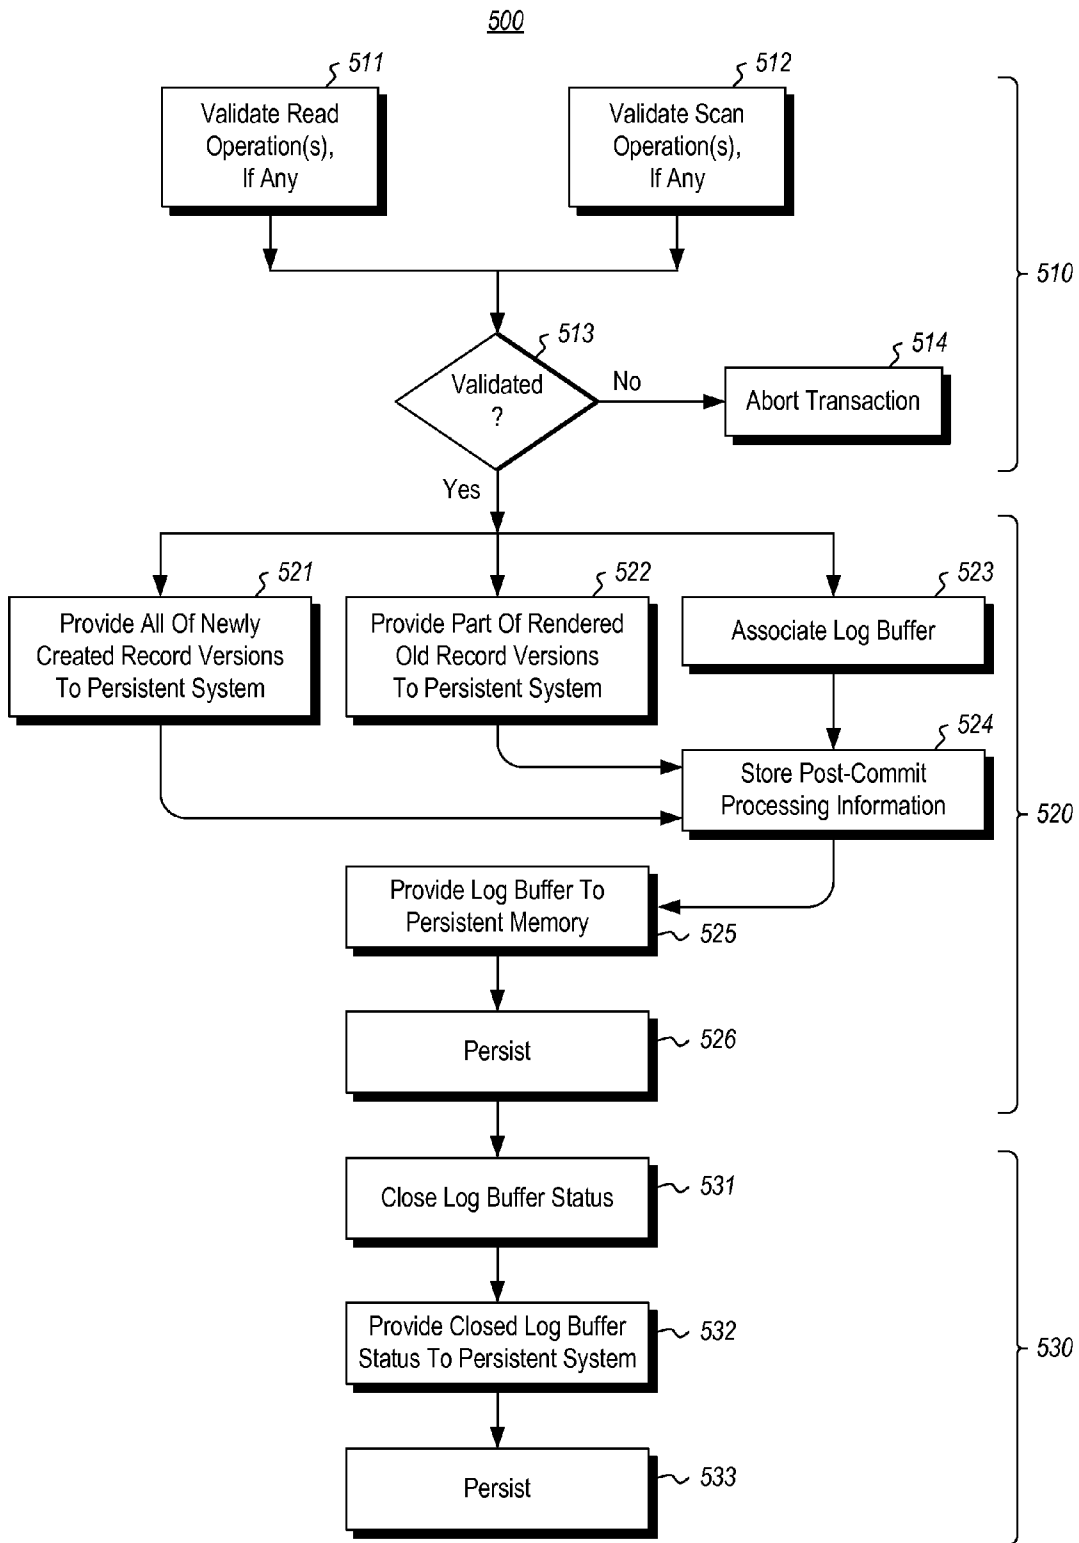 500
511
Validate Read
Operation(s),
If Any
512
Validate Scan
Operation(s),
If Any
510
513
Validated
?
No
514
Abort Transaction
Yes
521
Provide All Of Newly
Created Record Versions
To Persistent System
522
Provide Part Of Rendered
Old Record Versions
To Persistent System
523
Associate Log Buffer
524
Store Post-Commit
Processing Information
520
Provide Log Buffer To
Persistent Memory
525
Persist
526
Close Log Buffer Status
531
Provide Closed Log Buffer
Status To Persistent System
532
530
Persist
533